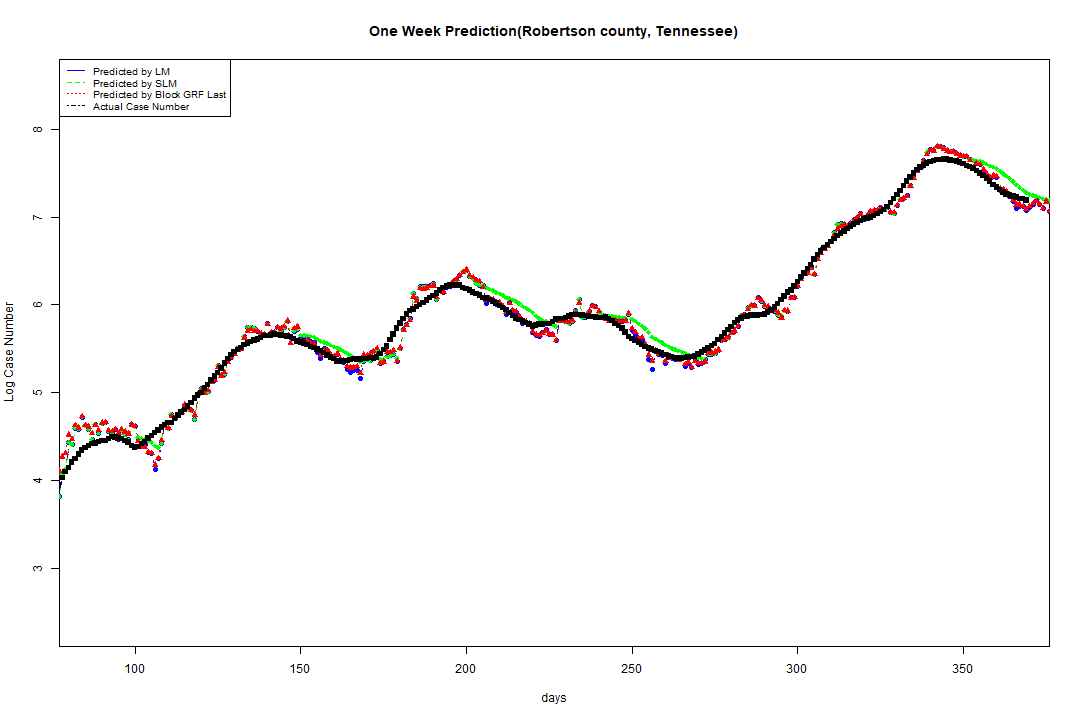 One Week Prediction(Robertson county, Tennessee)
Predicted by LM
Predicted by SLM
Predicted by Block GRF Last
Actual Case Number
8
7
6
5
4
3
Log Case Number
100 150 200 250 300 350
days